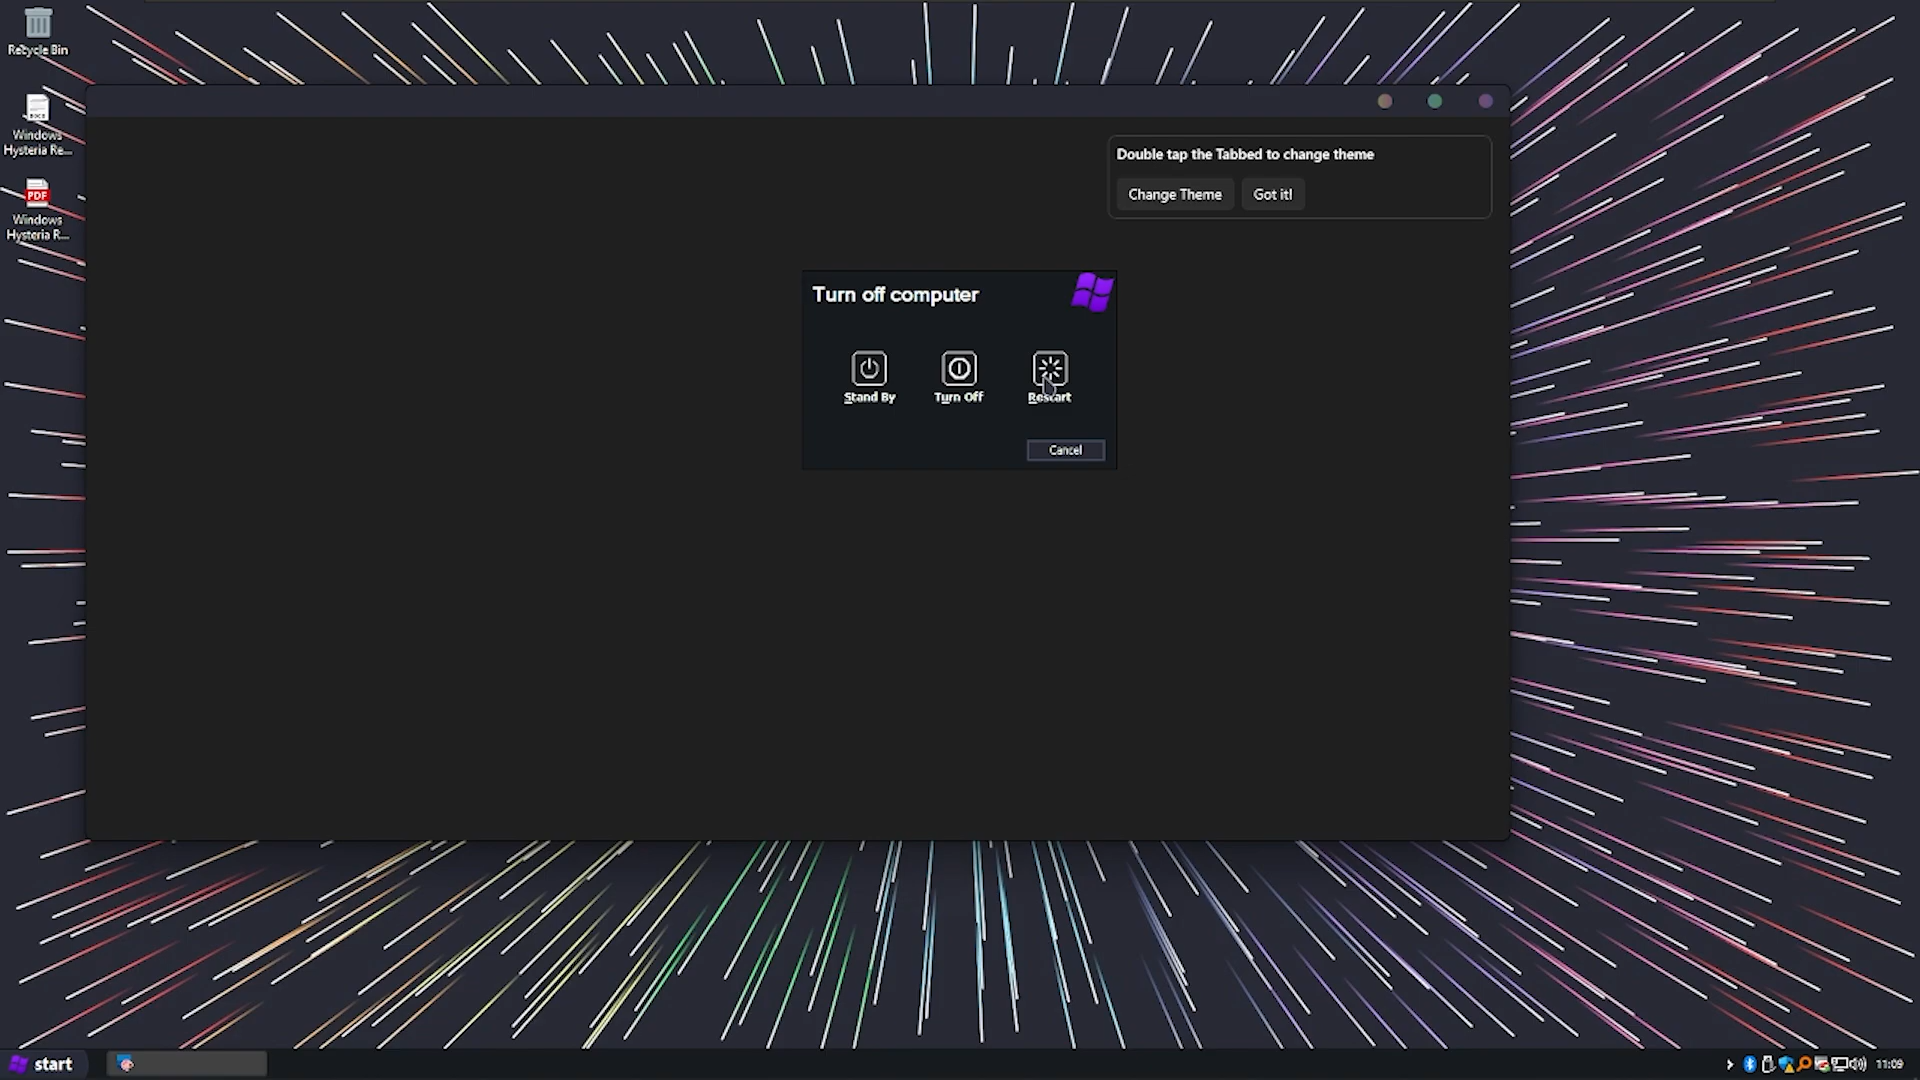 Recycle Bin
Windows
Hysteria Re...
Windows
Hysteria R...
Double tap the Tabbed to change theme
Change Theme
Got it!
Turn off computer
Stand By
Turn Off
Restart
Cancel
start
11:09